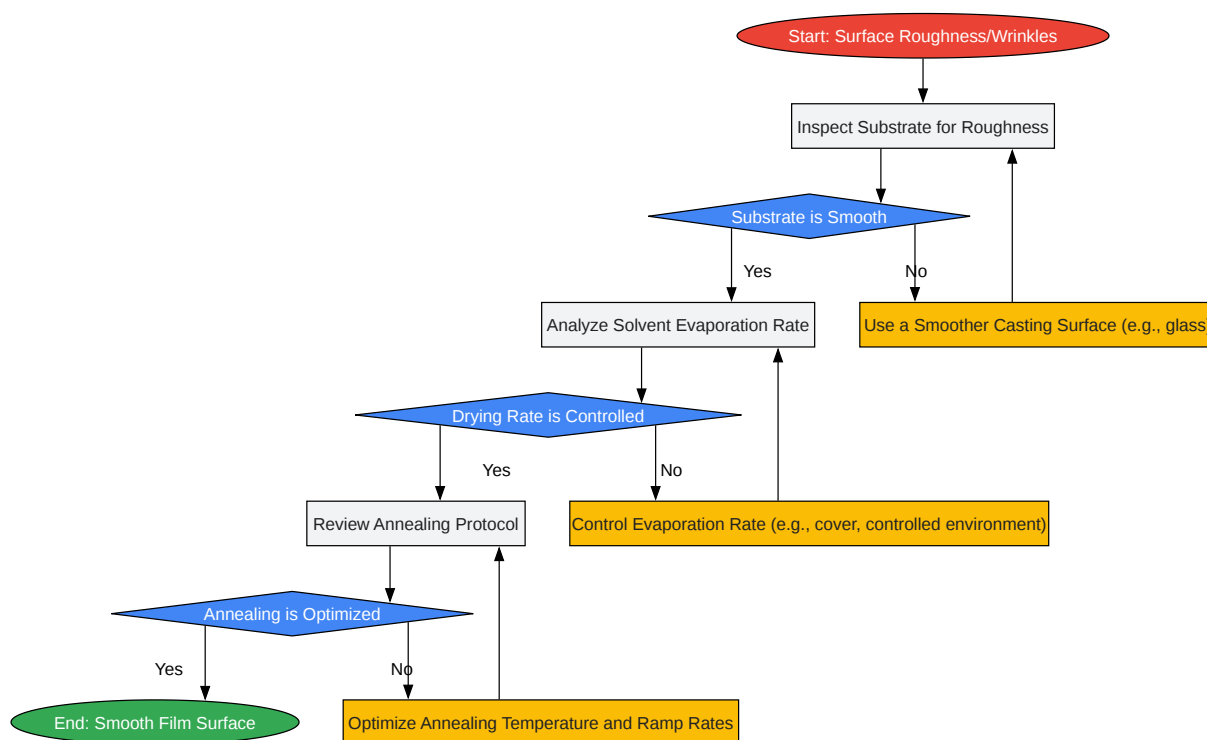 Start: Surface Roughness/Wrinkles
Inspect Substrate for Roughness
Substrate is Smooth
Yes
No
Analyze Solvent Evaporation Rate
Use a Smoother Casting Surface (e.g., glass)
Drying Rate is Controlled
Yes
No
Review Annealing Protocol
Control Evaporation Rate (e.g., cover, controlled environment)
Annealing is Optimized
Yes
No
End: Smooth Film Surface
Optimize Annealing Temperature and Ramp Rates